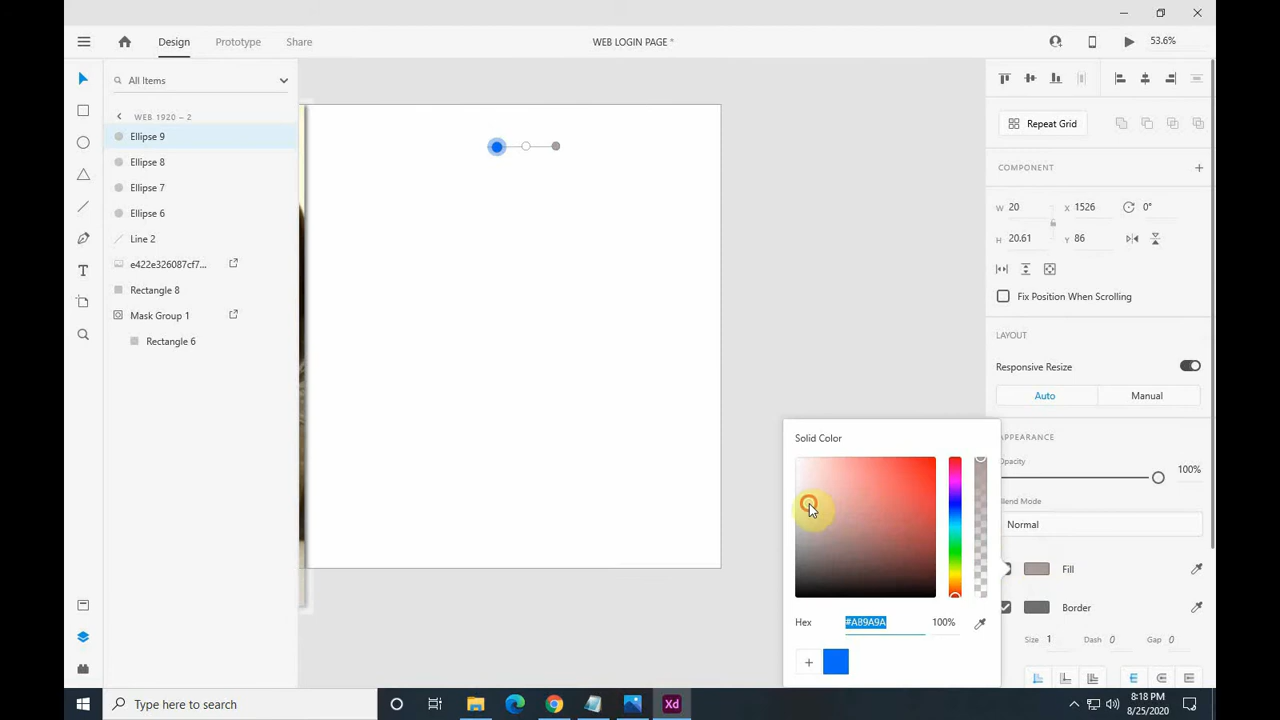 Design
Prototype
Share
WEB LOGIN PAGE *
53.6%
All Items
WEB 1920 – 2
Ellipse 9
Ellipse 8
Ellipse 7
Ellipse 6
Line 2
e422e326087cf7...
Rectangle 8
Mask Group 1
Rectangle 6
Repeat Grid
COMPONENT
W 20
X 1526
0°
H 20.61
Y 86
Fix Position When Scrolling
LAYOUT
Responsive Resize
Auto
Manual
APPEARANCE
Opacity
100%
Blend Mode
Normal
Fill
Border
Size 1
Dash 0
Gap 0
Solid Color
Hex
#A89A9A
100%
+
T
Xd
Type here to search
8:18 PM
8/25/2020